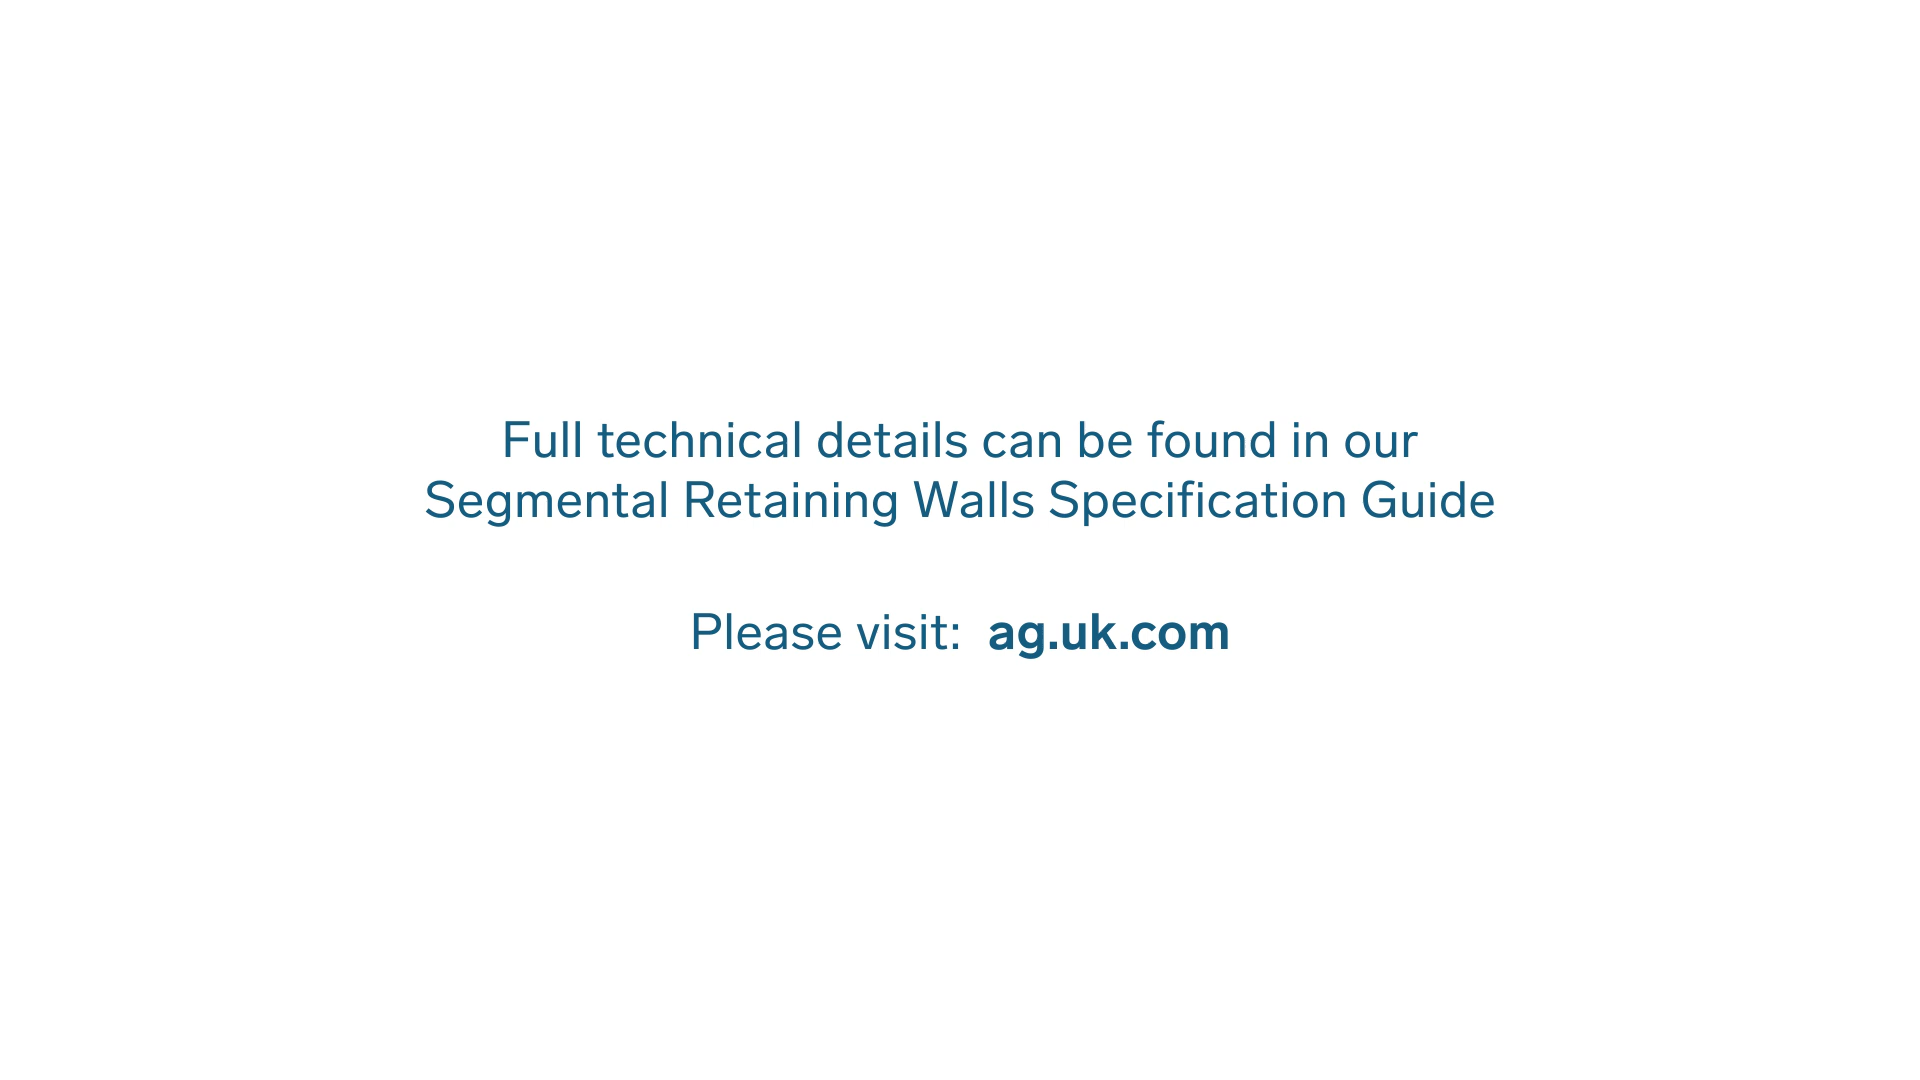 Full technical details can be found in our
Segmental Retaining Walls Specification Guide
Please visit: ag.uk.com